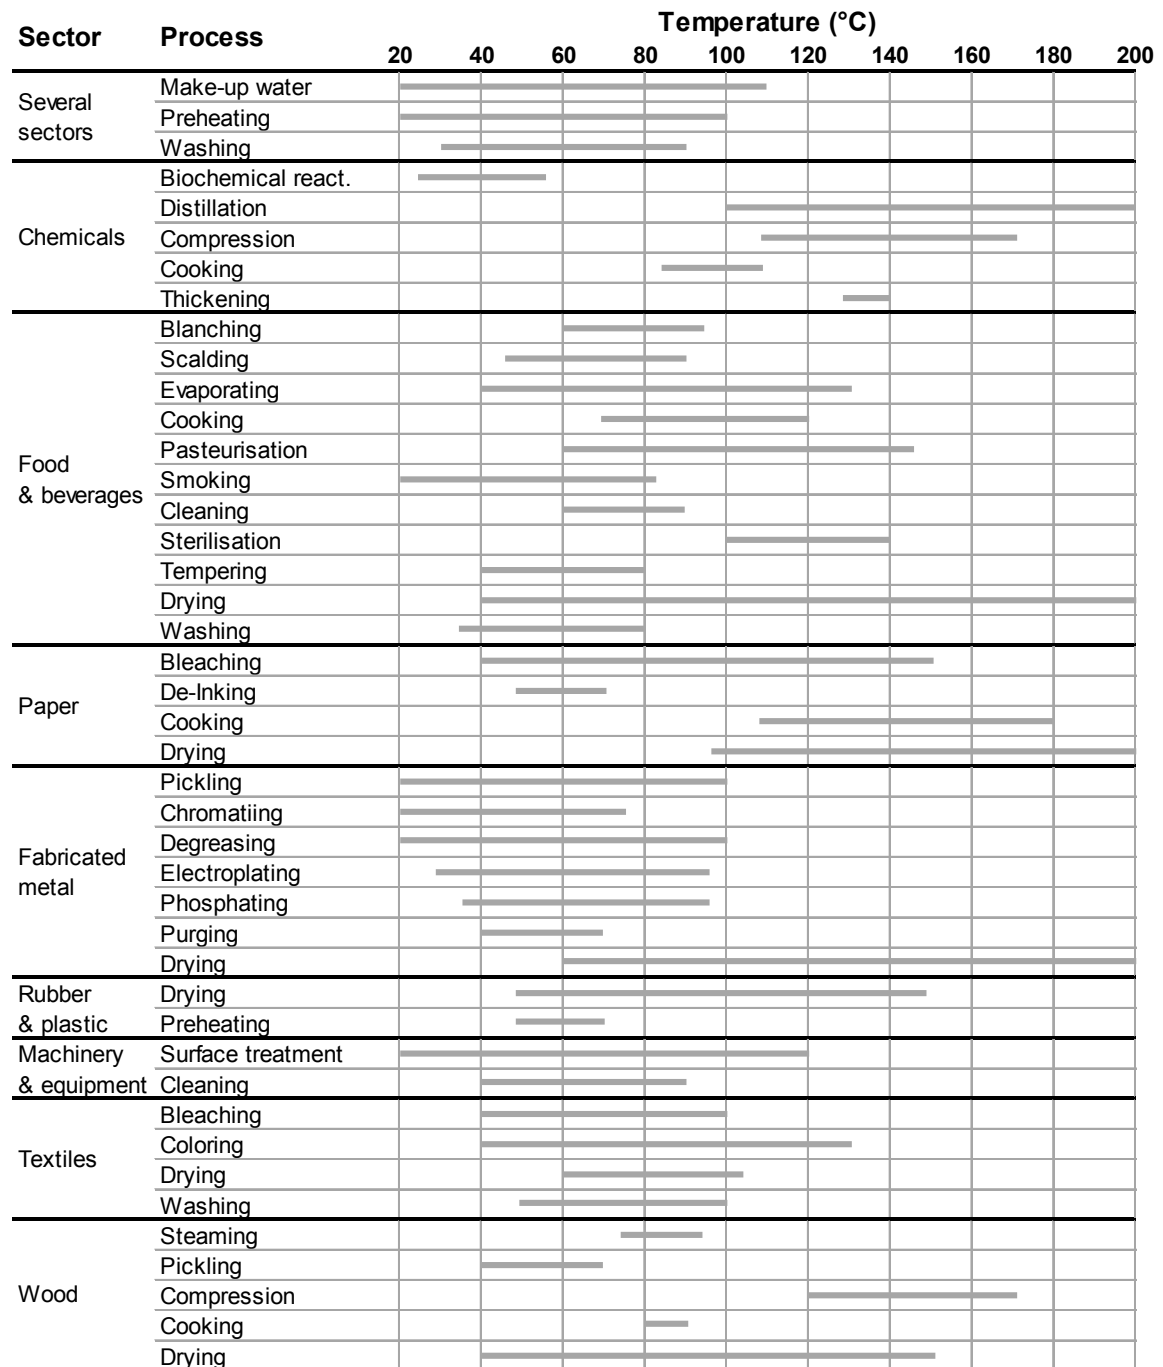 Temperature (°C)
Sector Process
20 40 60 80 100 120 140 160 180 200
Several
sectors
Make-up water
Preheating
Washing
Chemicals
Biochemical react.
Distillation
Compression
Cooking
Thickening
Food
& beverages
Blanching
Scalding
Evaporating
Cooking
Pasteurisation
Smoking
Cleaning
Sterilisation
Tempering
Drying
Washing
Paper
Bleaching
De-Inking
Cooking
Drying
Fabricated
metal
Pickling
Chromatiing
Degreasing
Electroplating
Phosphating
Purging
Drying
Rubber
& plastic
Drying
Preheating
Machinery
& equipment
Surface treatment
Cleaning
Textiles
Bleaching
Coloring
Drying
Washing
Wood
Steaming
Pickling
Compression
Cooking
Drying